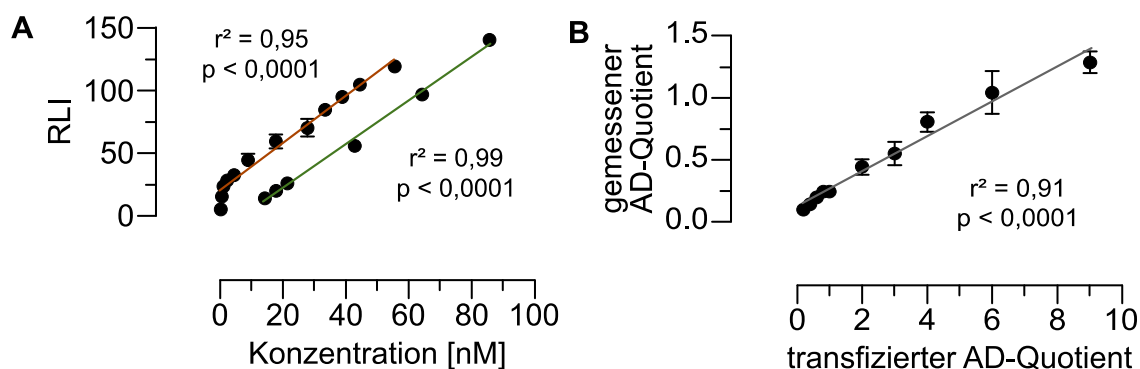 A
150
100
50
0
RLI
r² = 0,95
p < 0,0001
r² = 0,99
p < 0,0001
0 20 40 60 80 100
Konzentration [nM]
B
1.5
1.0
0.5
0.0
gemessener
AD-Quotient
r² = 0,91
p < 0,0001
0 2 4 6 8 10
transfizierter AD-Quotient